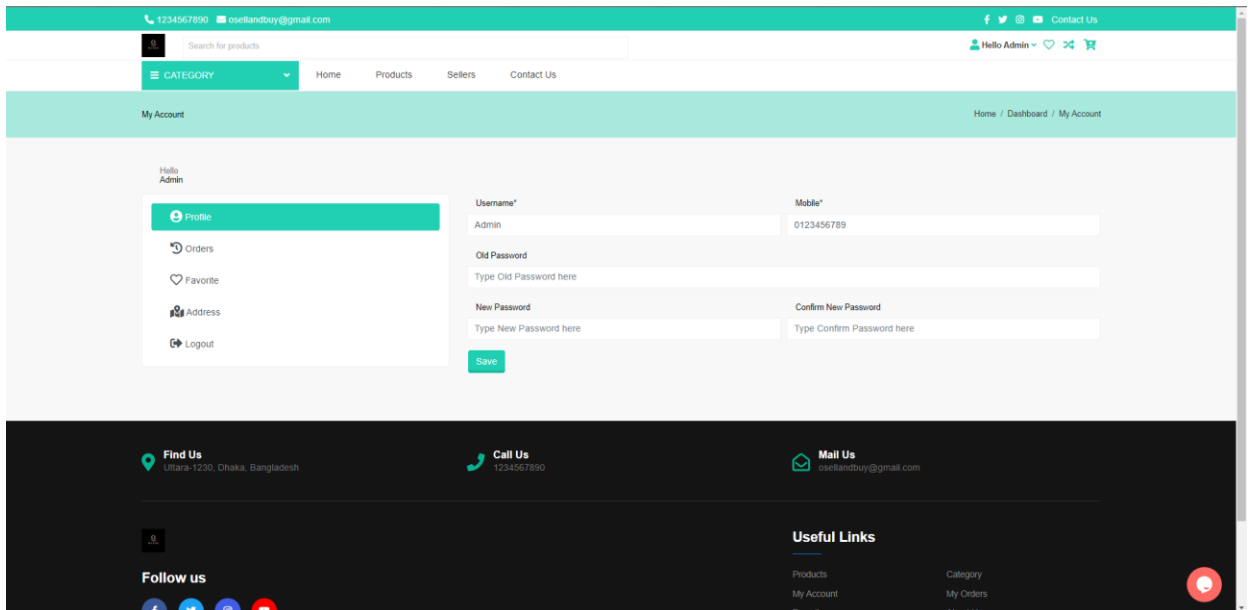 1234567890 osellandbuy@gmail.com Contact Us
Search for products Hello Admin
CATEGORY Home Products Sellers Contact Us
My Account Home / Dashboard / My Account
Hello
Admin
Profile
Orders
Favorite
Address
Logout
Username* Mobile*
Admin 0123456789
Old Password
Type Old Password here
New Password Confirm New Password
Type New Password here Type Confirm Password here
Save
Find Us Call Us Mail Us
Uttara-1230, Dhaka, Bangladesh 1234567890 osellandbuy@gmail.com
Useful Links
Follow us
Products Category
My Account My Orders